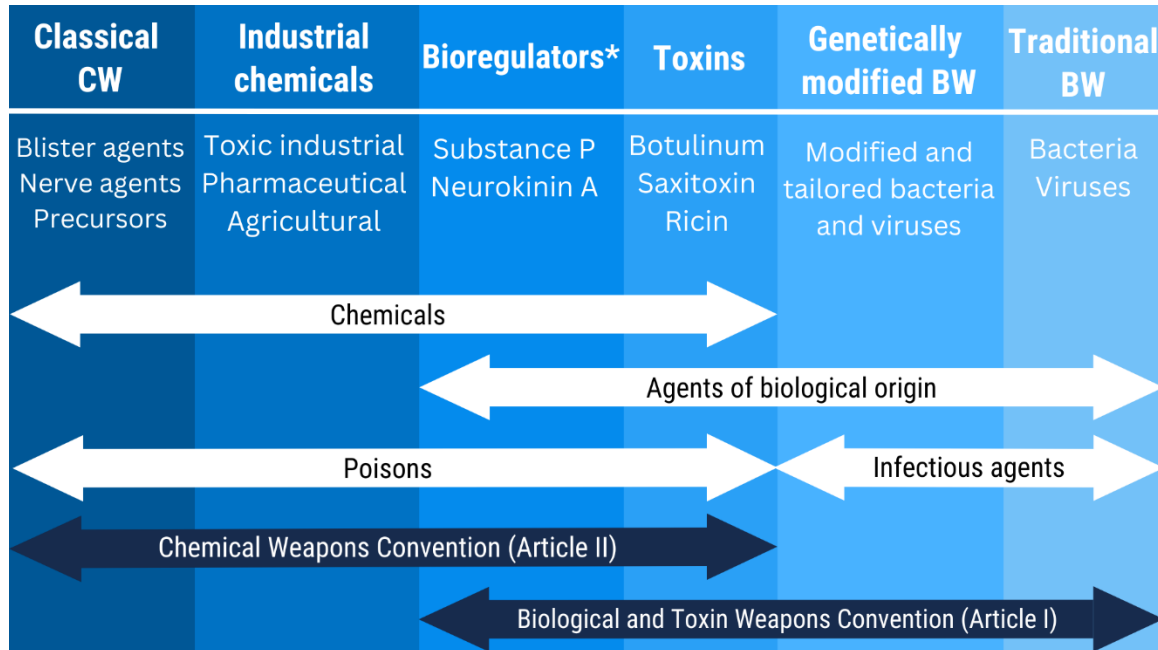 Classical
CW
Industrial
chemicals
Bioregulators*
Toxins
Genetically
modified BW
Traditional
BW
Blister agents
Nerve agents
Precursors
Toxic industrial
Pharmaceutical
Agricultural
Substance P
Neurokinin A
Botulinum
Saxitoxin
Ricin
Modified and
tailored bacteria
and viruses
Bacteria
Viruses
Chemicals
Agents of biological origin
Poisons
Infectious agents
Chemical Weapons Convention (Article II)
Biological and Toxin Weapons Convention (Article I)